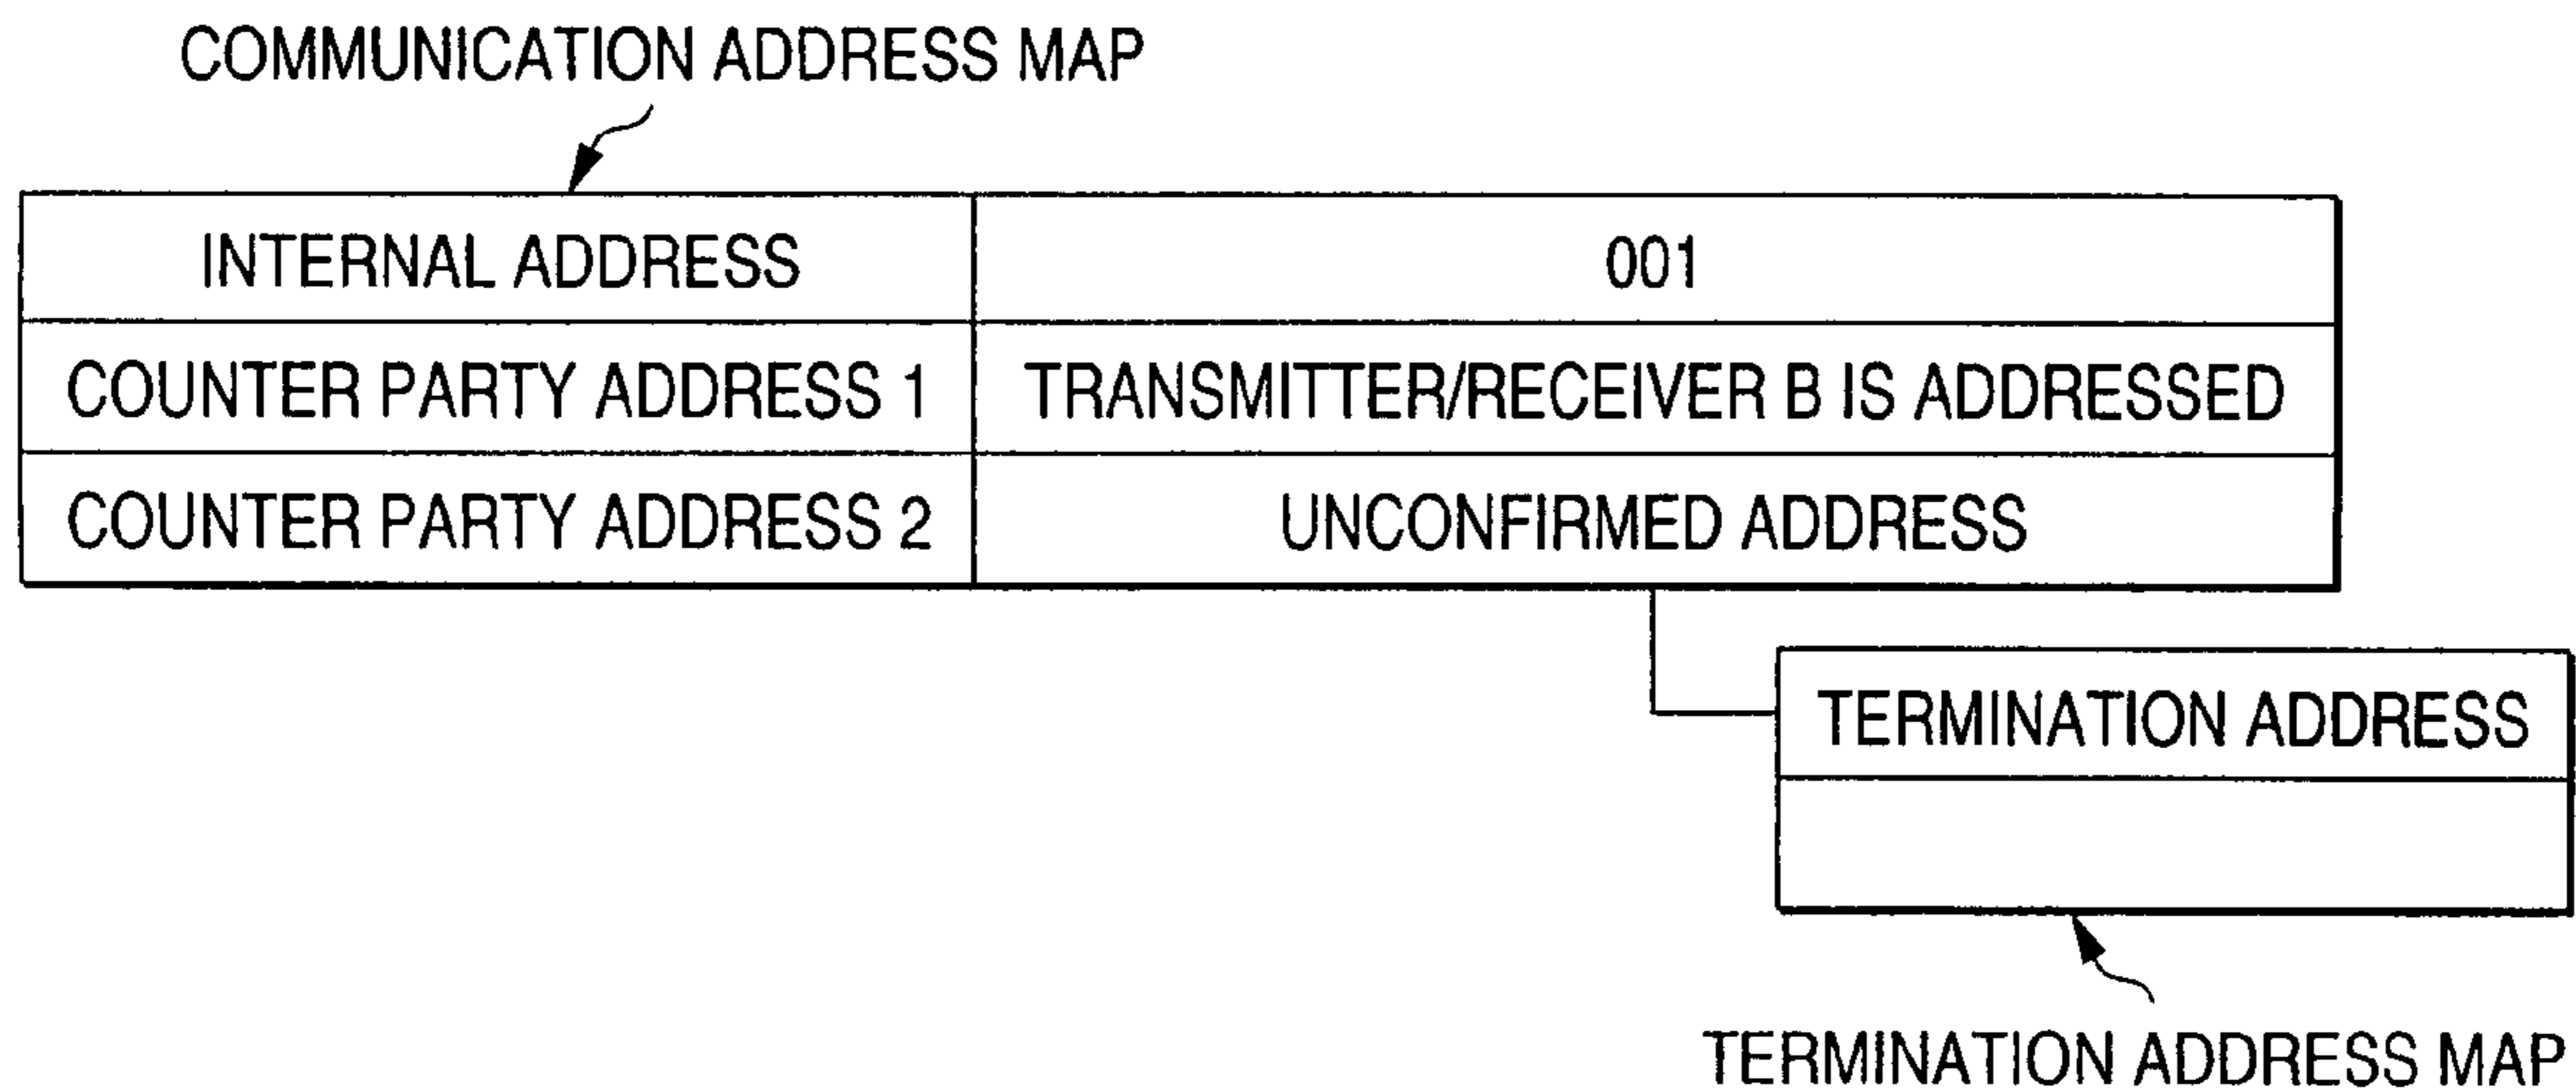 COMMUNICATION ADDRESS MAP
INTERNAL ADDRESS 001
COUNTER PARTY ADDRESS 1 TRANSMITTER/RECEIVER B IS ADDRESSED
COUNTER PARTY ADDRESS 2 UNCONFIRMED ADDRESS
TERMINATION ADDRESS
TERMINATION ADDRESS MAP